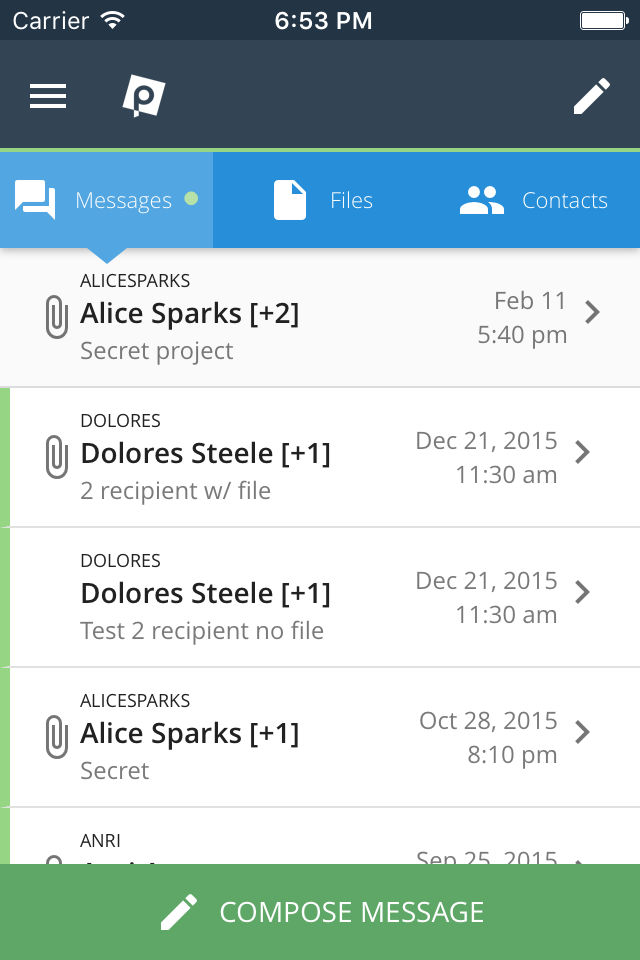 Carrier 6:53 PM
Messages Files Contacts
ALICESPARKS
Alice Sparks [+2]
Secret project
Feb 11
5:40 pm
DOLORES
Dolores Steele [+1]
2 recipient w/ file
Dec 21, 2015
11:30 am
DOLORES
Dolores Steele [+1]
Test 2 recipient no file
Dec 21, 2015
11:30 am
ALICESPARKS
Alice Sparks [+1]
Secret
Oct 28, 2015
8:10 pm
ANRI
Sep 25, 2015
COMPOSE MESSAGE